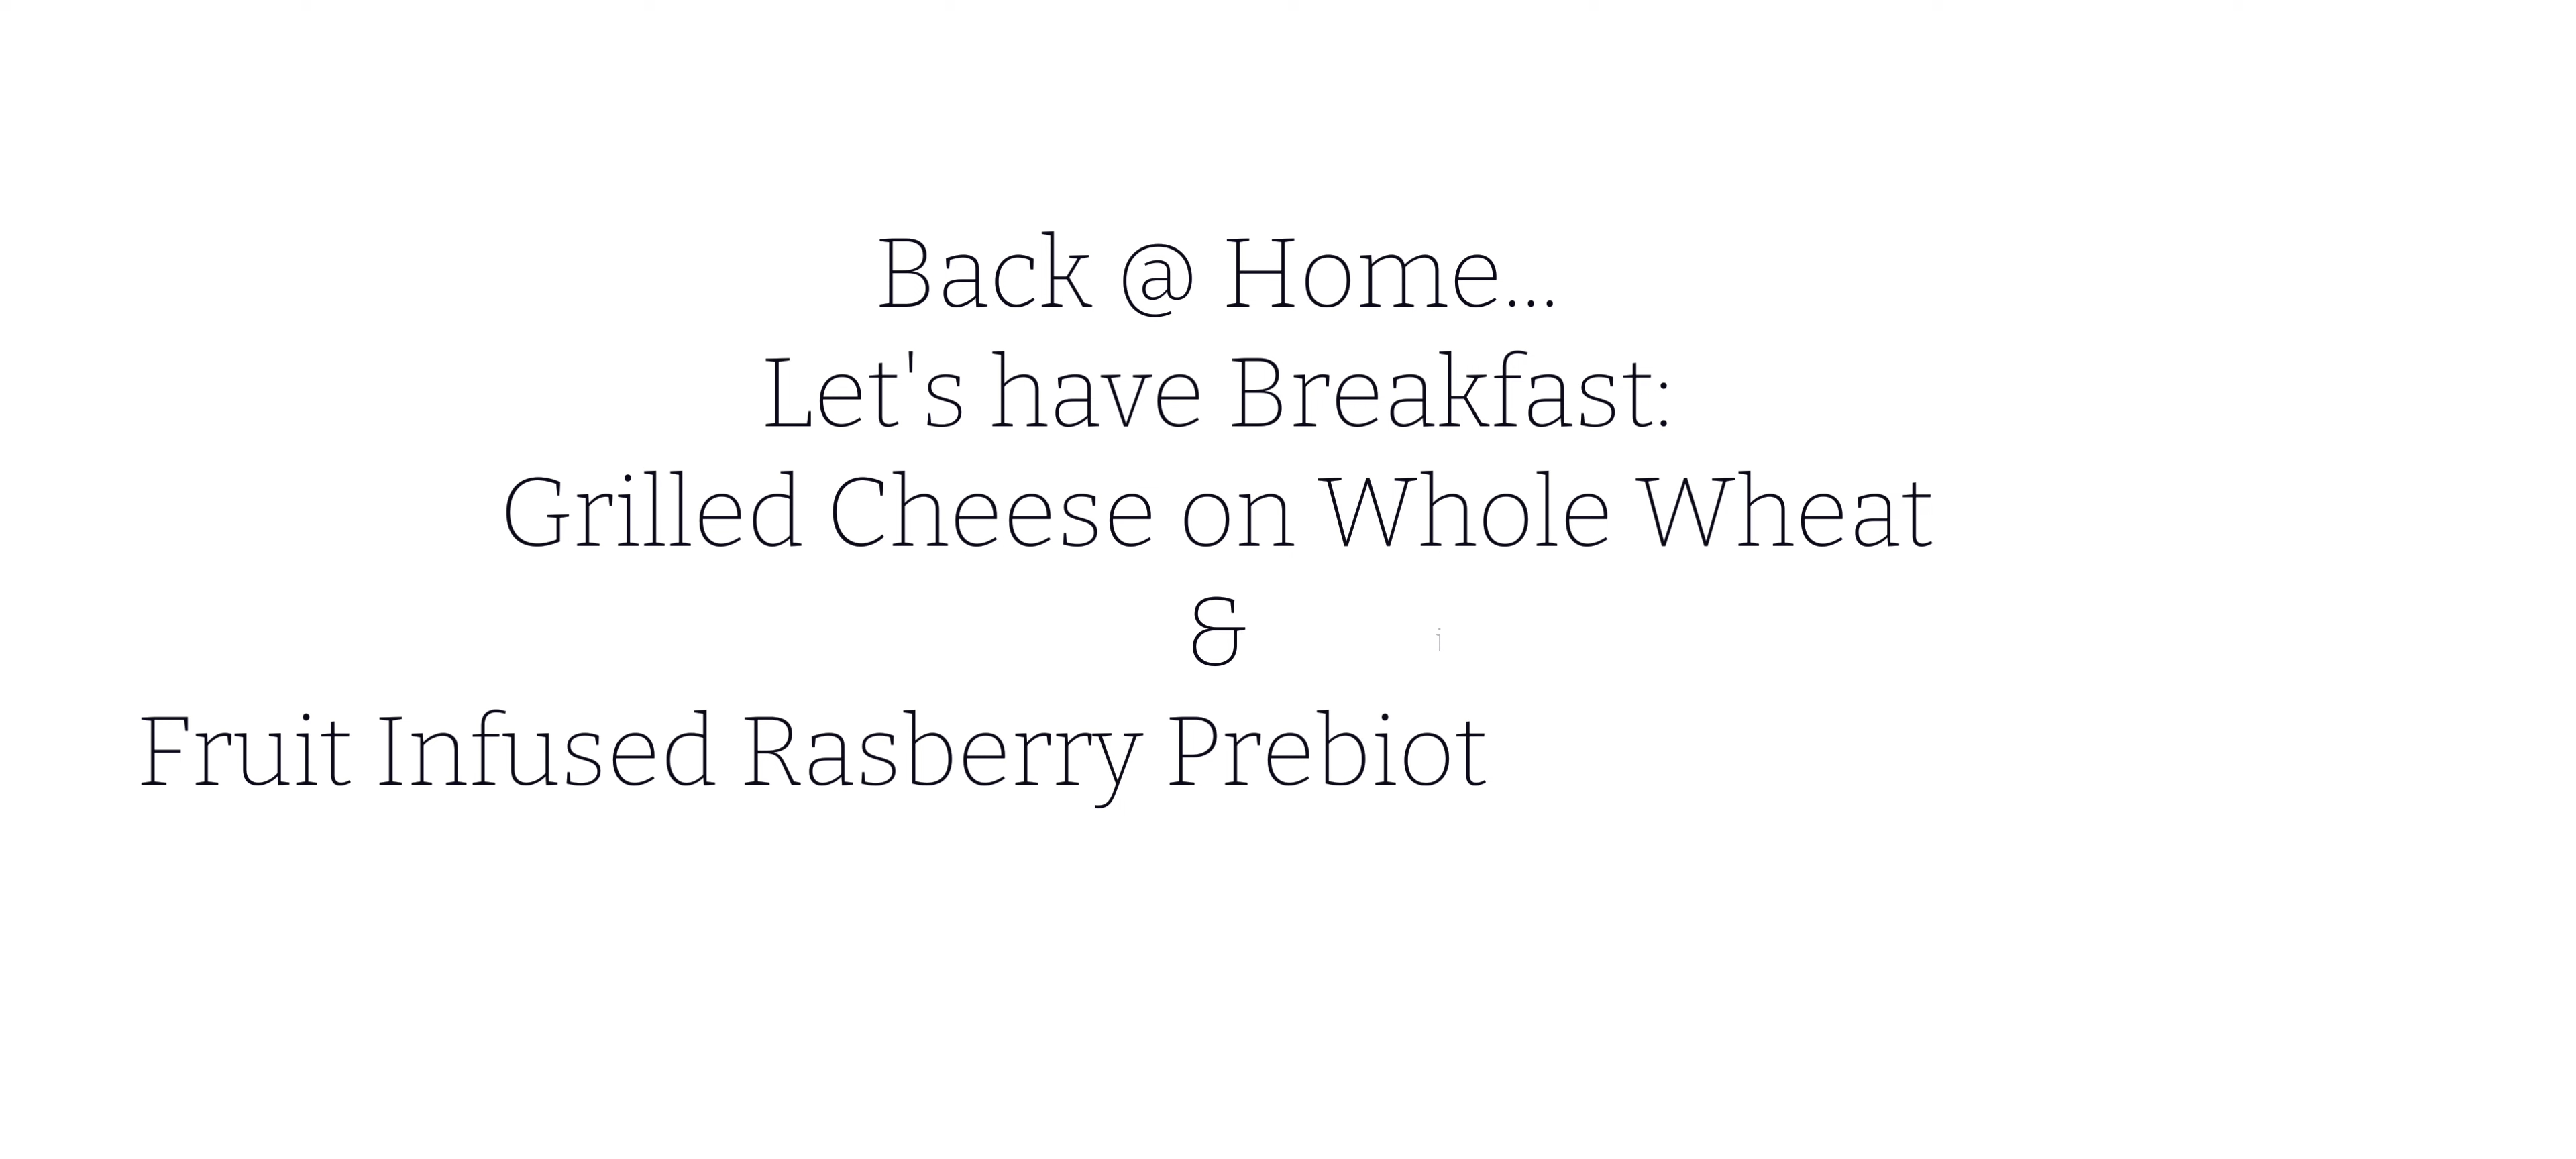 Back @ Home...
Let's have Breakfast:
Grilled Cheese on Whole Wheat
&
i
Fruit Infused Rasberry Prebiot